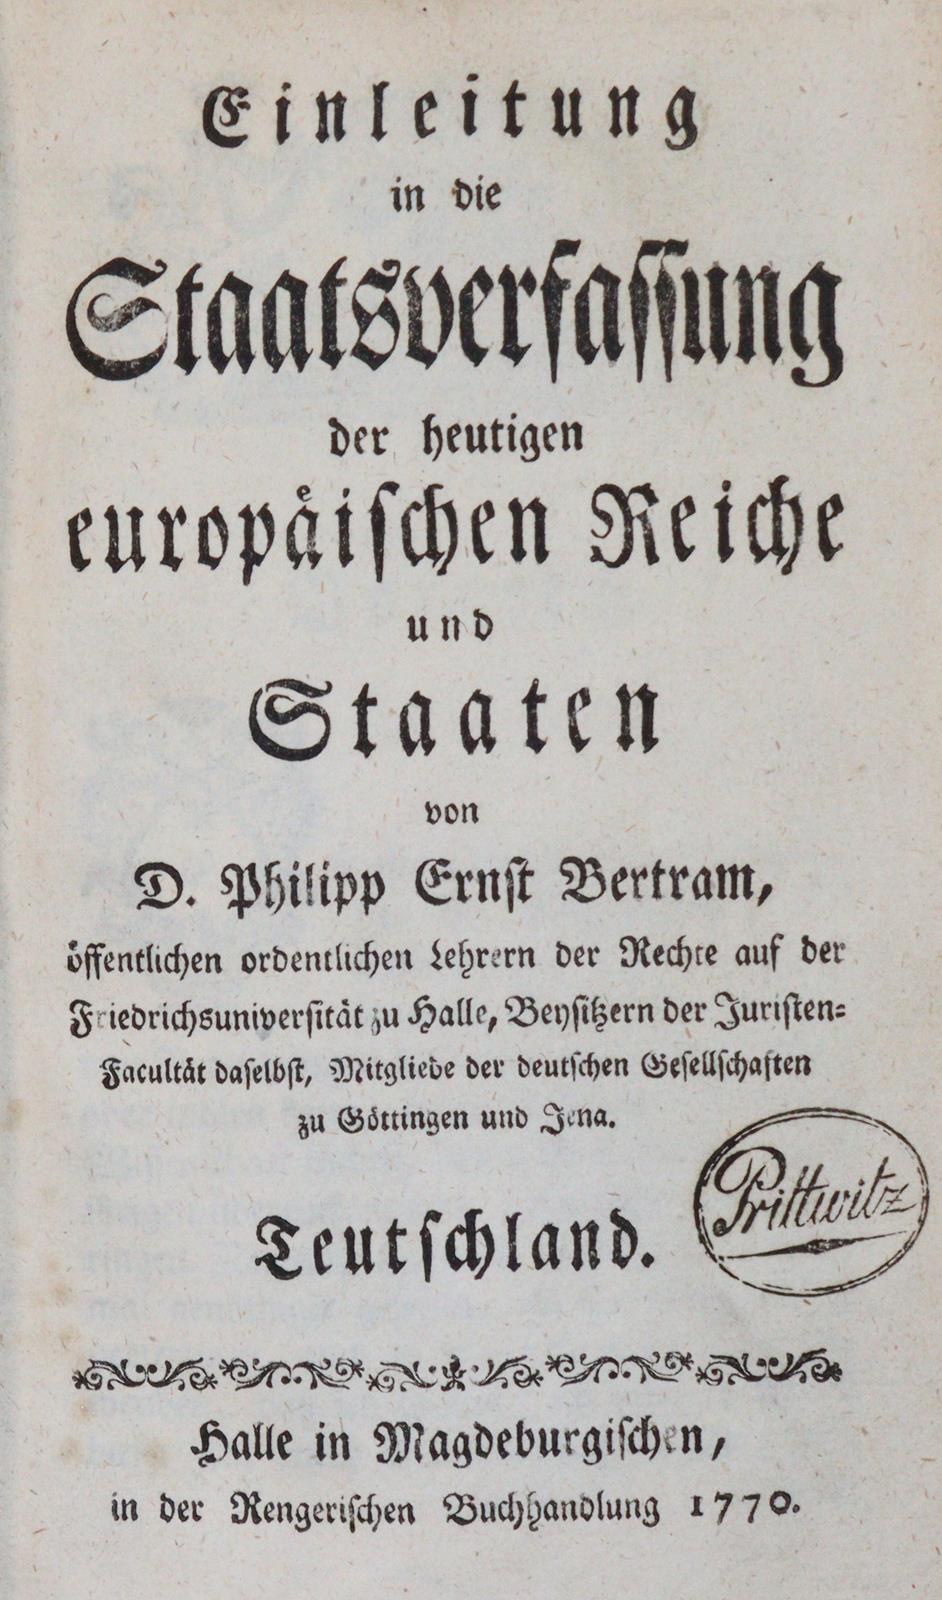 Einleitung
in die
Staatsverfassung
der heutigen
europäischen Reiche
und
Staaten
von
D. Philipp Ernst Bertram,
öffentlichen ordentlichen Lehrern der Rechte auf der
Friedrichsuniversität zu Halle, Beysitzern der Juristen-
Facultät daselbst, Mitgliede der deutschen Gesellschaften
zu Göttingen und Jena.
Prittwitz
Teutschland.
Halle in Magdeburgischen,
in der Rengerischen Buchhandlung 1770.